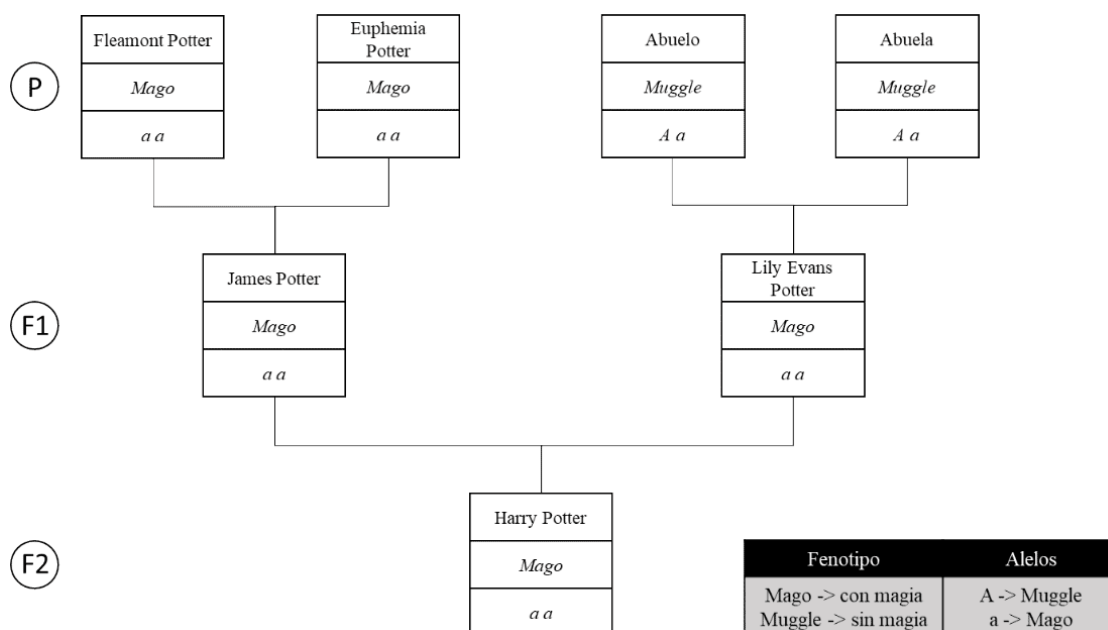 P
Fleamont Potter
Mago
a a
Euphemia
Potter
Mago
a a
Abuelo
Muggle
A a
Abuela
Muggle
A a
F1
James Potter
Mago
a a
Lily Evans
Potter
Mago
a a
F2
Harry Potter
Mago
a a
Fenotipo
Alelos
Mago -> con magia
Muggle -> sin magia
A -> Muggle
a -> Mago